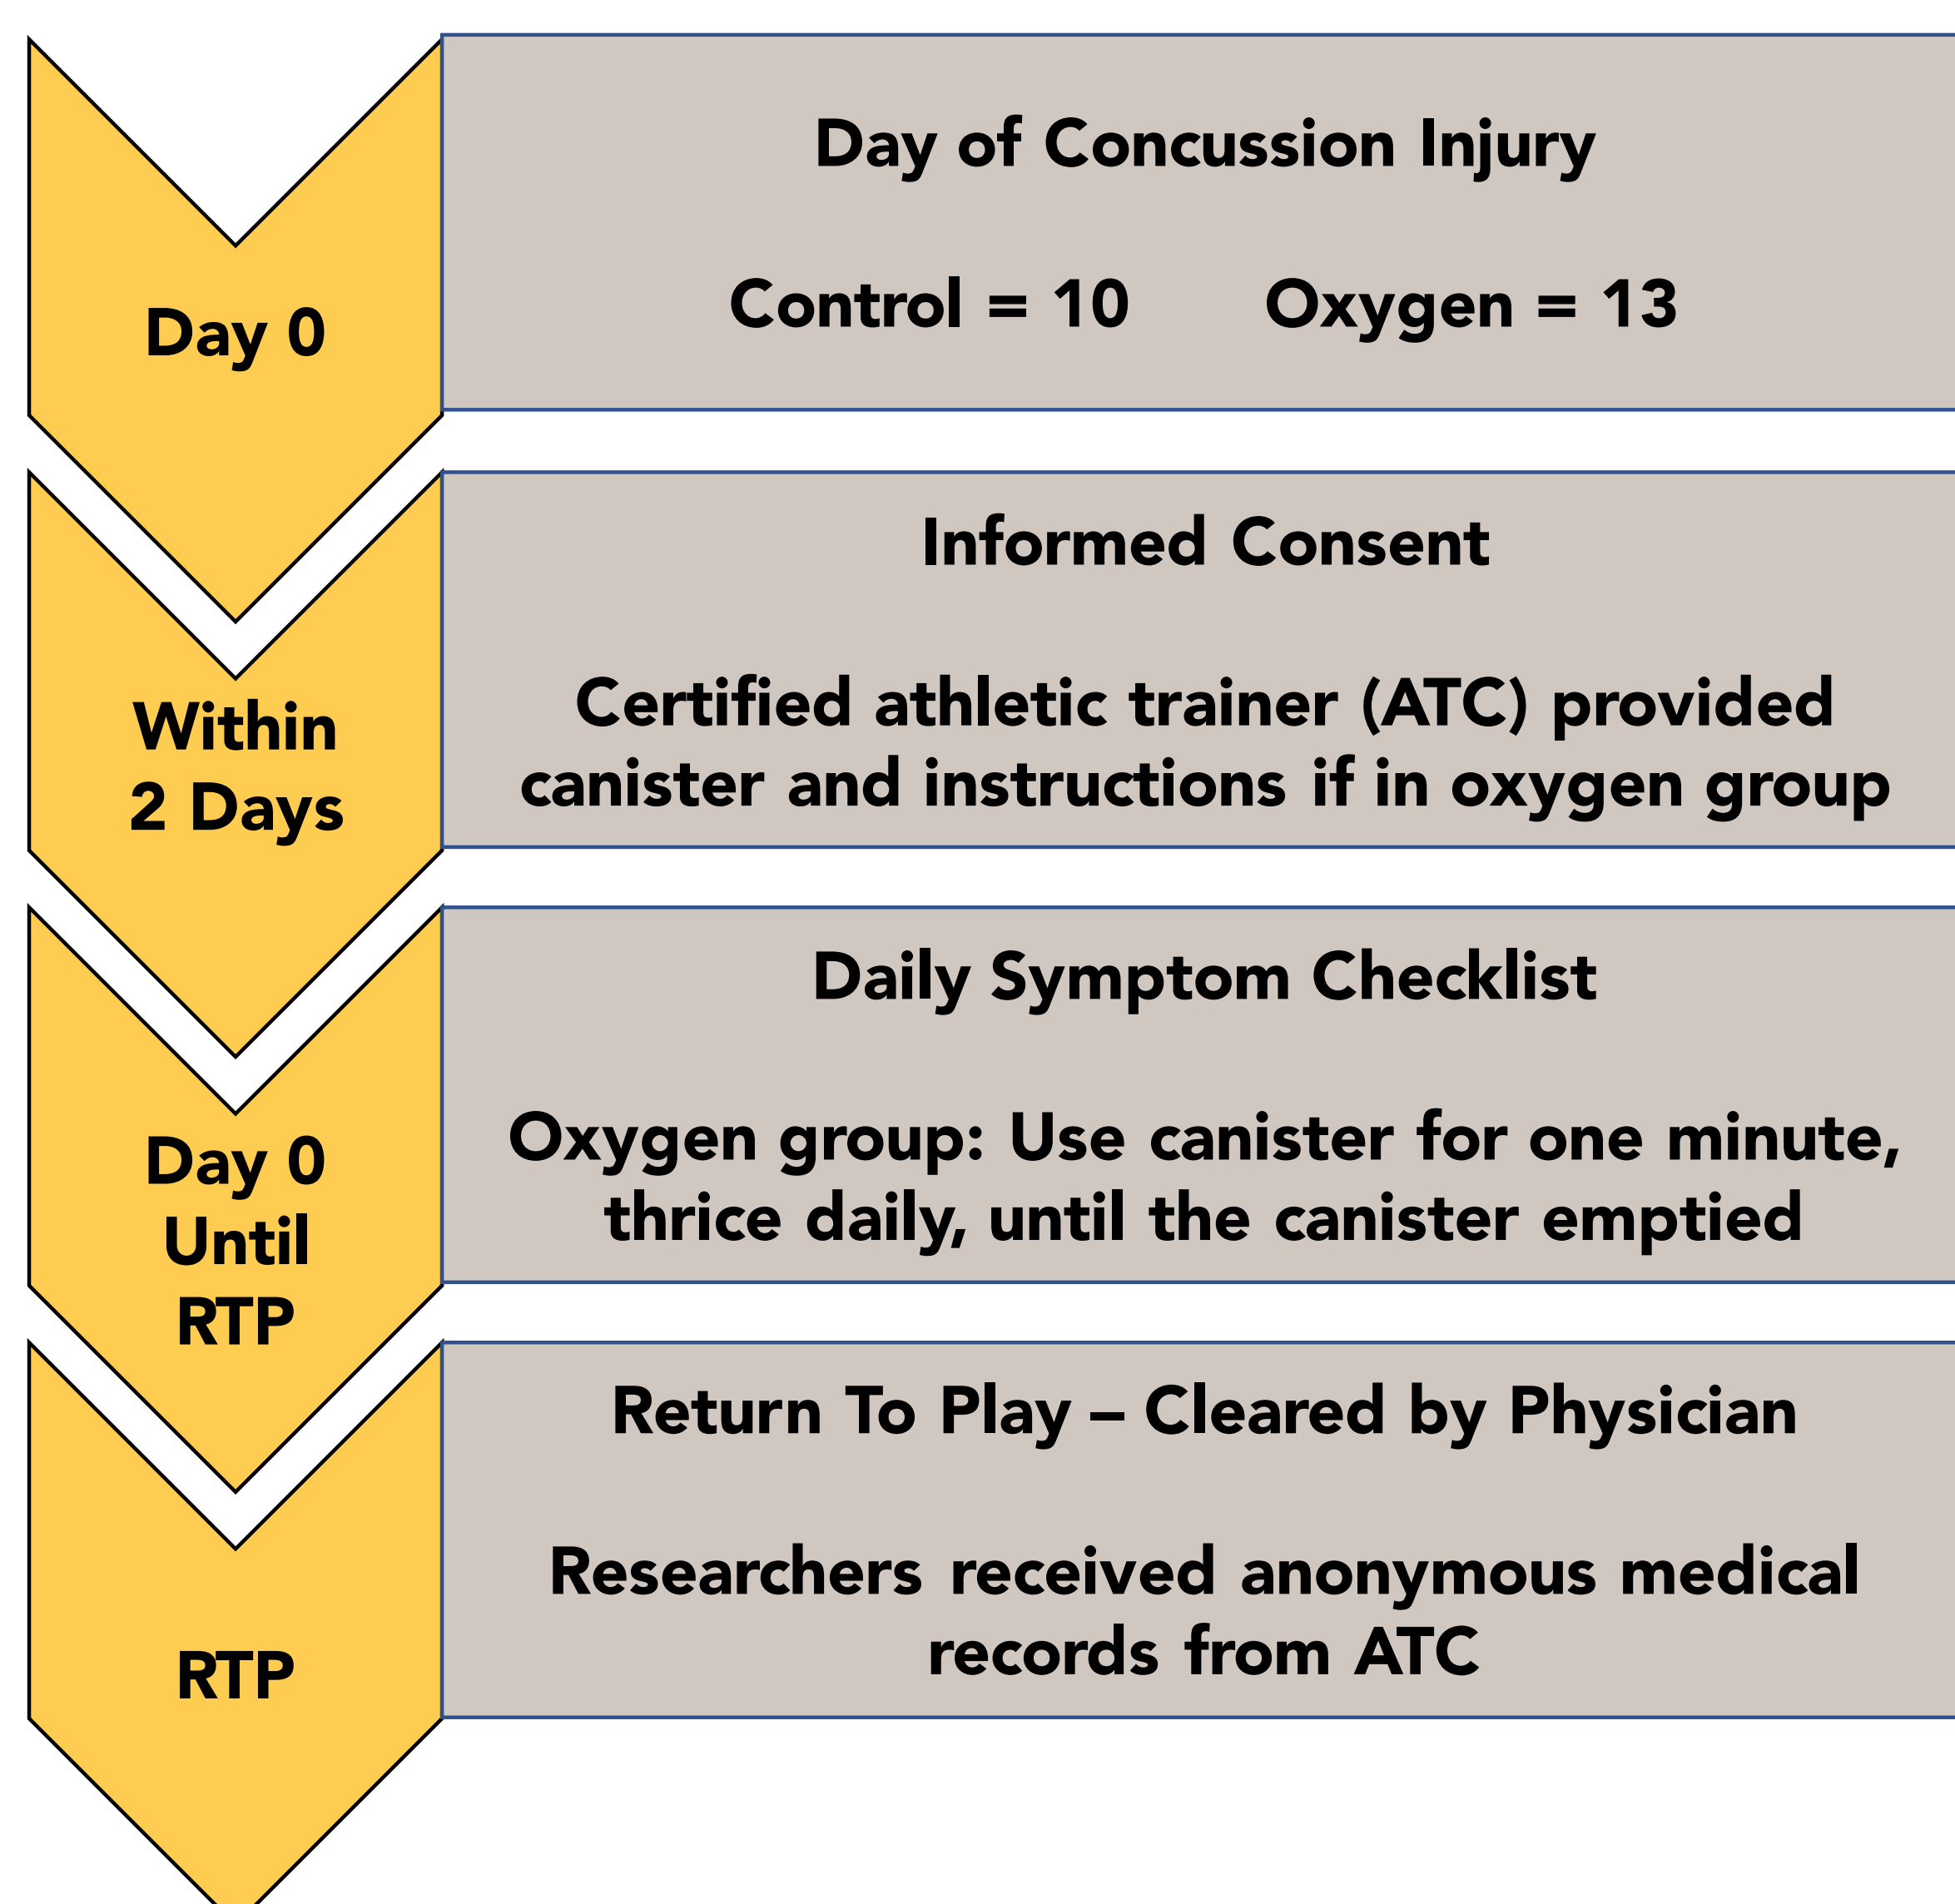 Day 0
Day of Concussion Injury
Control = 10 Oxygen = 13
Within
2 Days
Informed Consent
Certified athletic trainer (ATC) provided
canister and instructions if in oxygen group
Day 0
Until
RTP
Daily Symptom Checklist
Oxygen group: Use canister for one minute,
thrice daily, until the canister emptied
RTP
Return To Play – Cleared by Physician
Researchers received anonymous medical
records from ATC